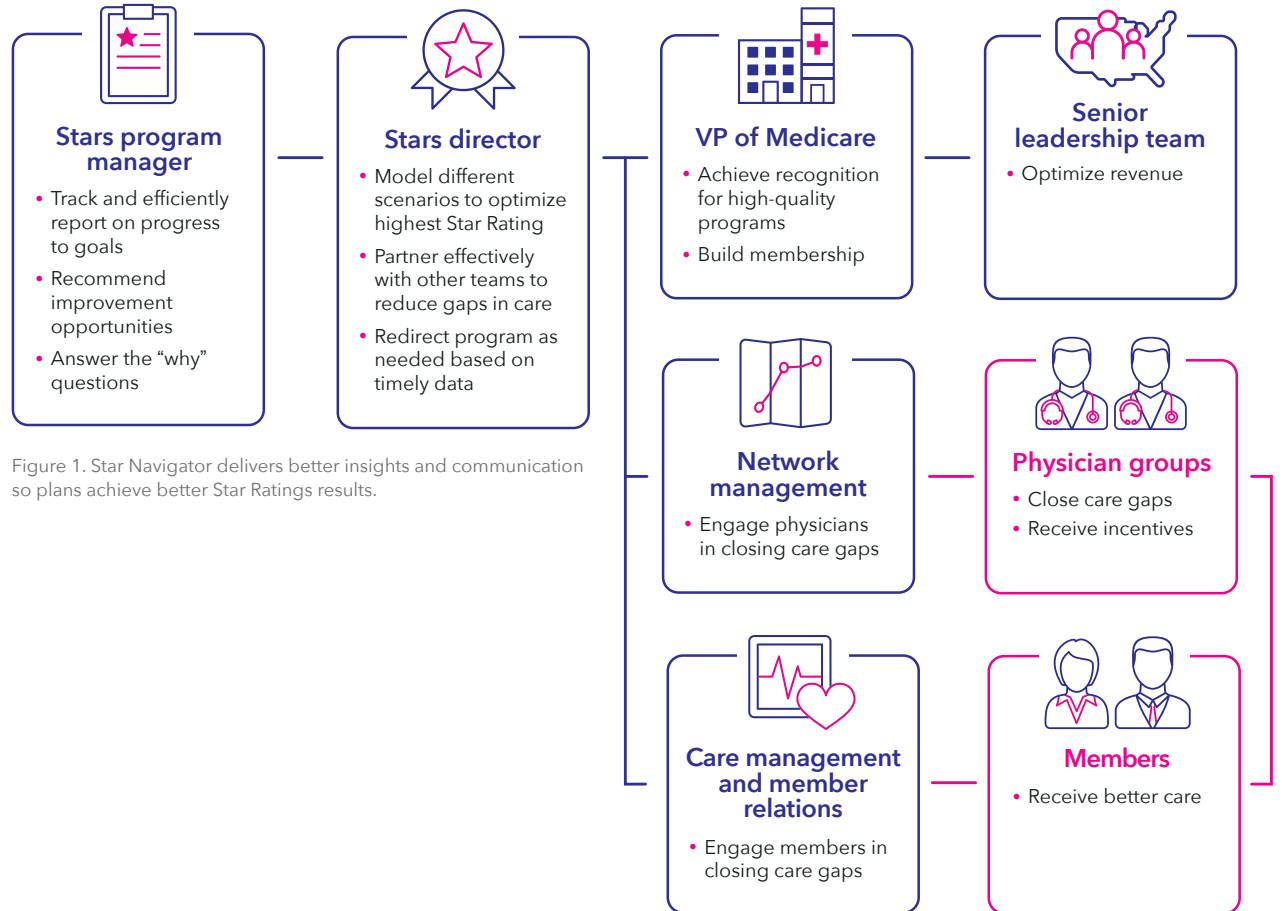 Stars program
manager
• Track and efficiently
report on progress
to goals
• Recommend
improvement
opportunities
• Answer the “why”
questions
Stars director
• Model different
scenarios to optimize
highest Star Rating
• Partner effectively
with other teams to
reduce gaps in care
• Redirect program as
needed based on
timely data
VP of Medicare
• Achieve recognition
for high-quality
programs
• Build membership
Senior
leadership team
• Optimize revenue
Figure 1. Star Navigator delivers better insights and communication
so plans achieve better Star Ratings results.
Network
management
• Engage physicians
in closing care gaps
Physician groups
• Close care gaps
• Receive incentives
Care management
and member
relations
• Engage members in
closing care gaps
Members
• Receive better care